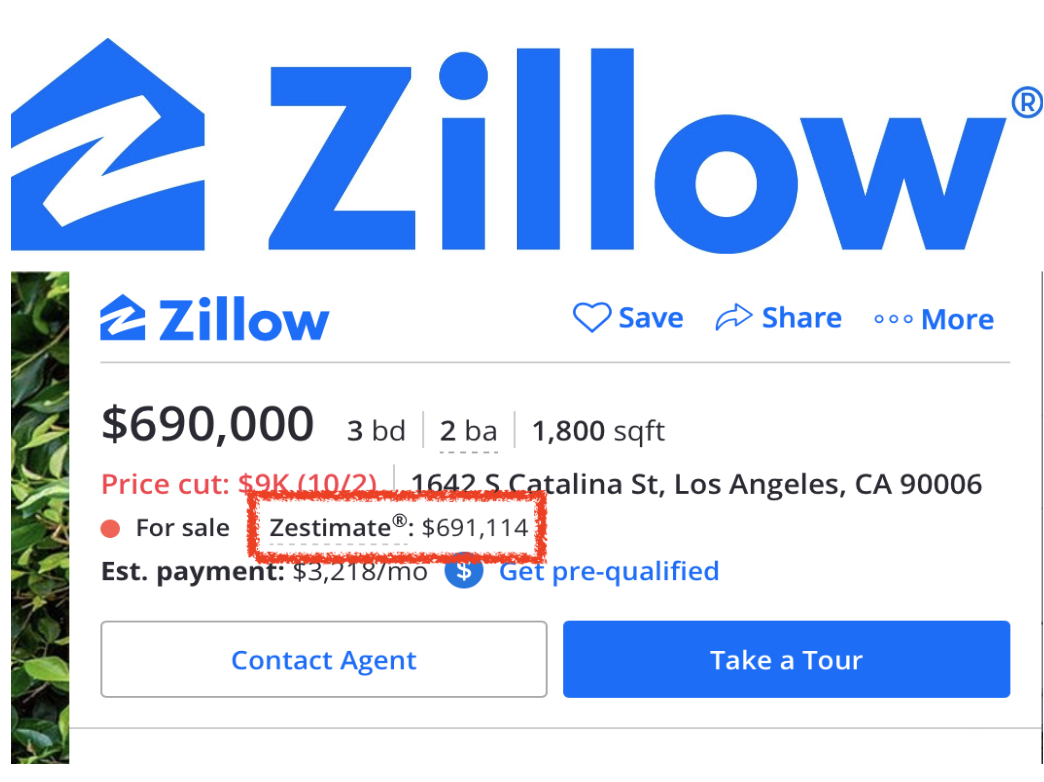 Zillow®
Zillow Save Share More
$690,000 3 bd 2 ba 1,800 sqft
Price cut: $9K (10/2) 1642 S Catalina St, Los Angeles, CA 90006
For sale Zestimate®: $691,114
Est. payment: $3,218/mo $ Get pre-qualified
Contact Agent Take a Tour